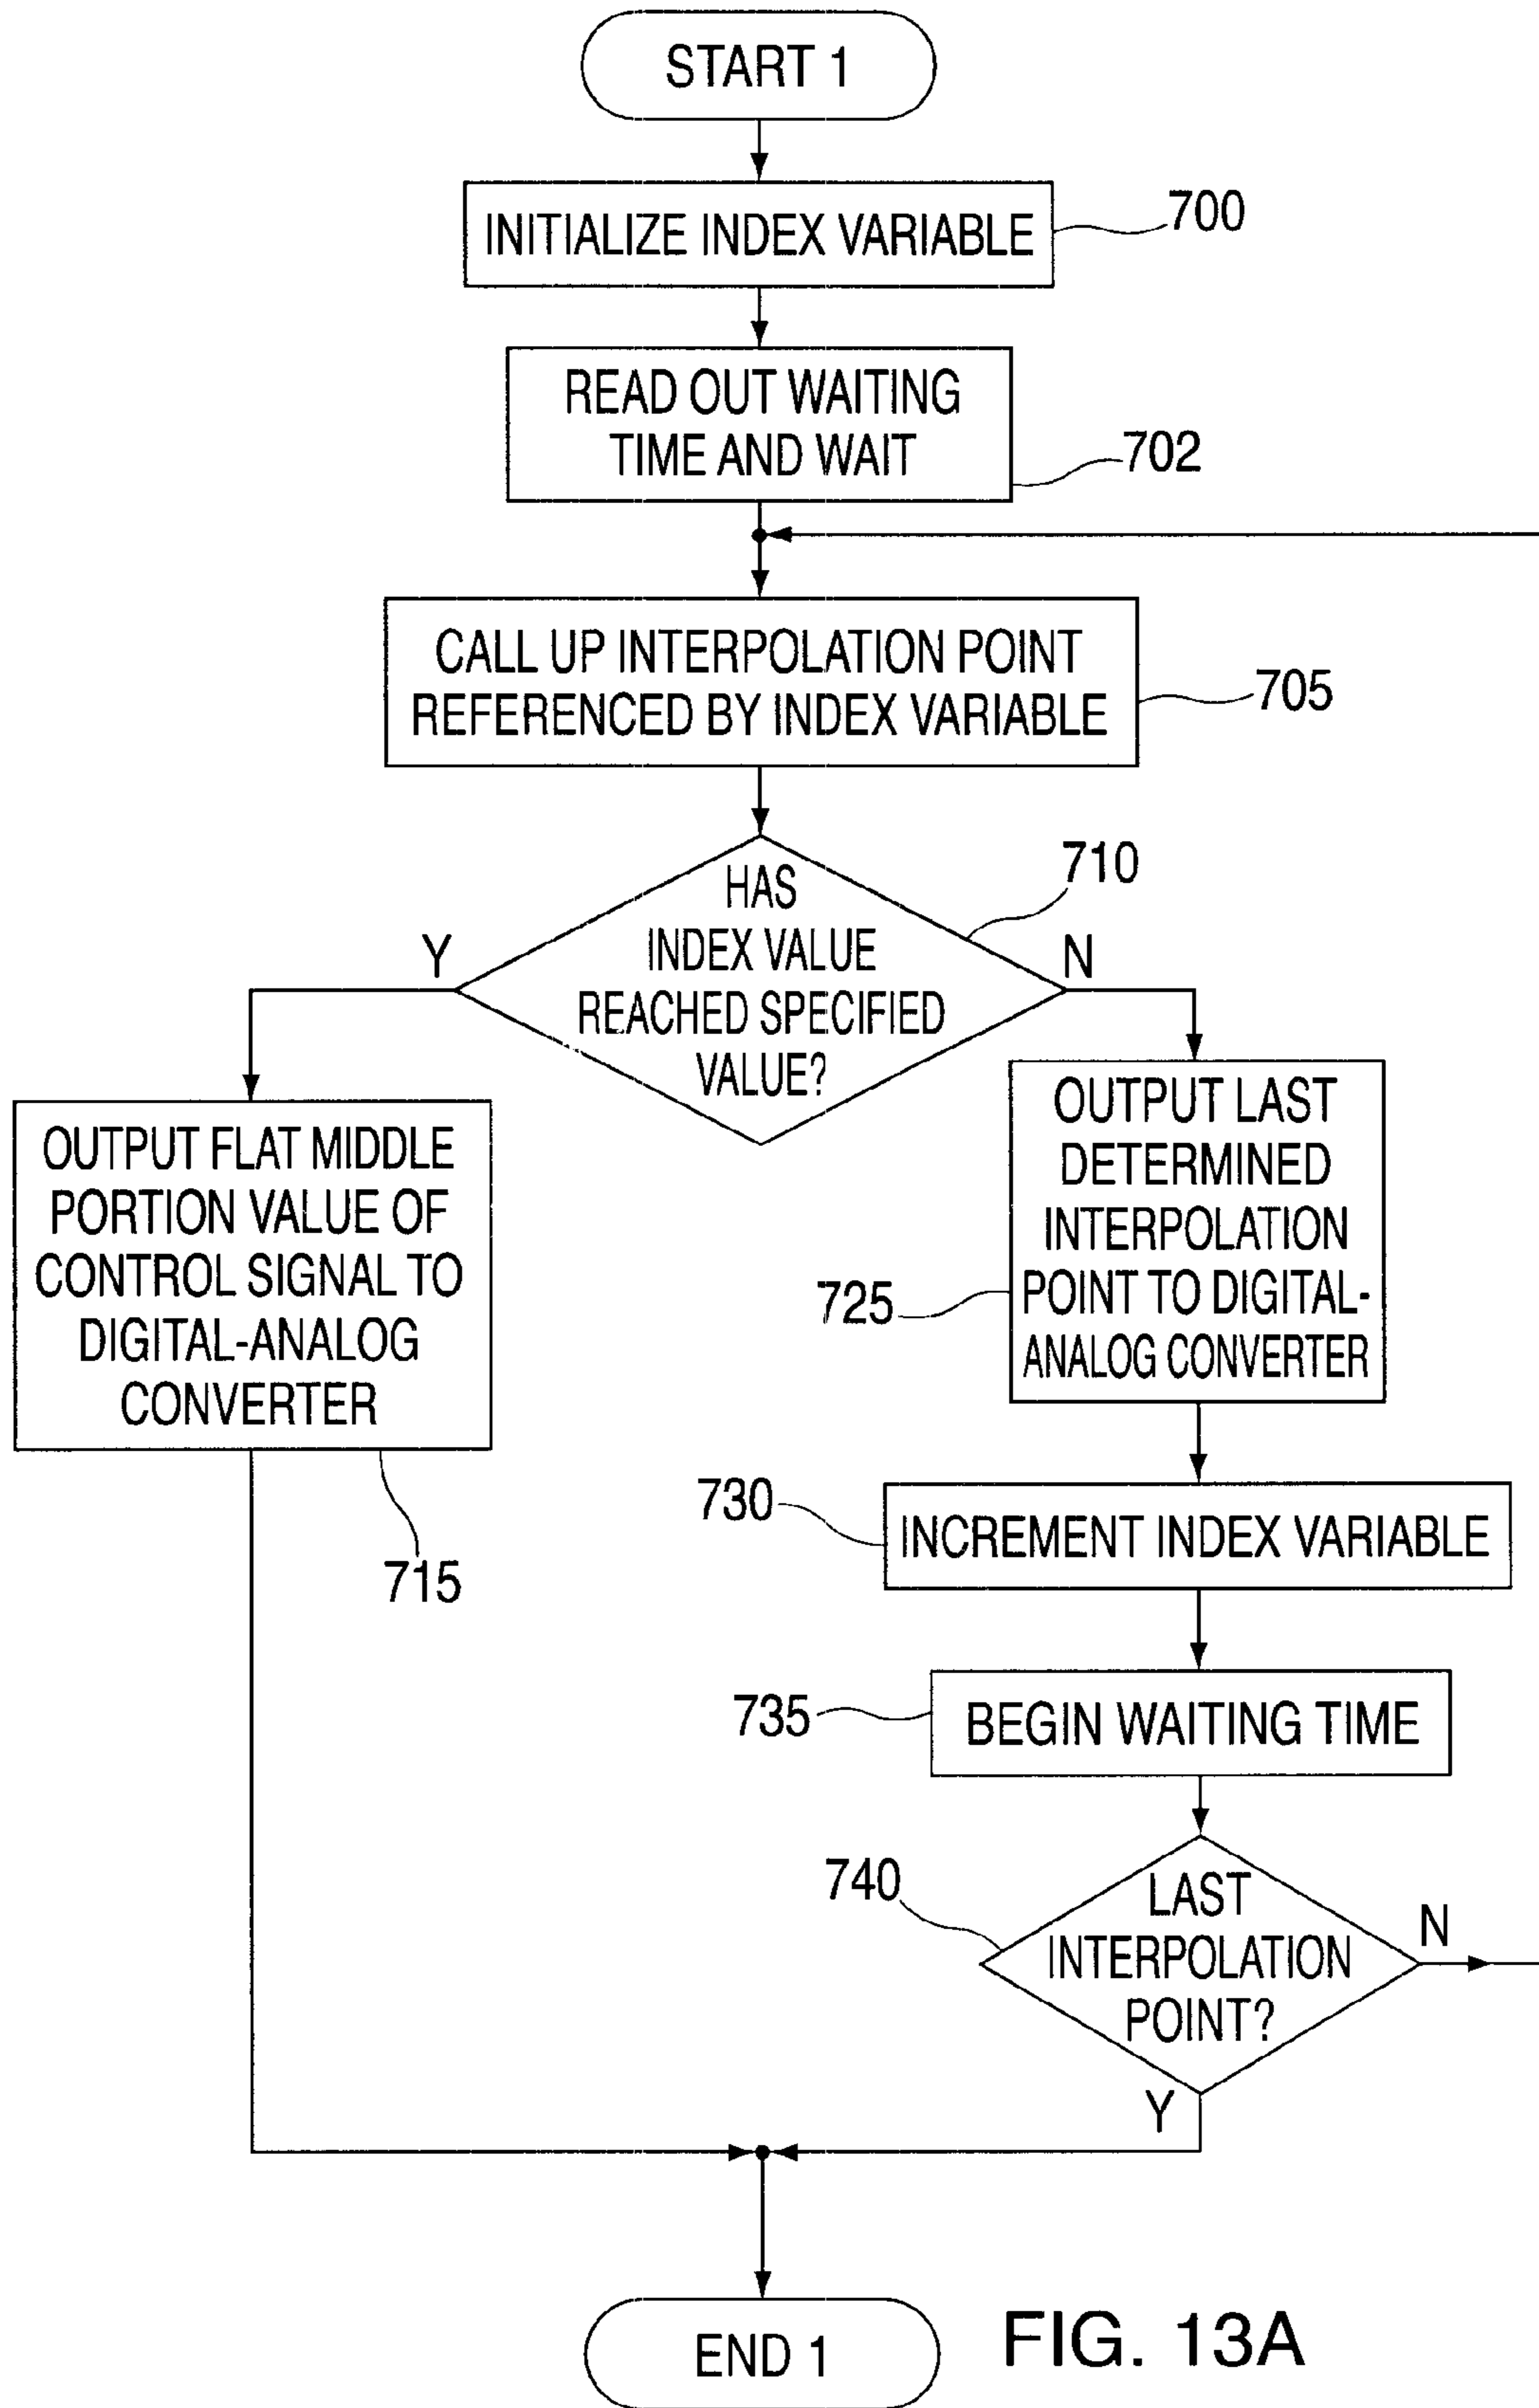 START 1
INITIALIZE INDEX VARIABLE
700
READ OUT WAITING
TIME AND WAIT
702
CALL UP INTERPOLATION POINT
REFERENCED BY INDEX VARIABLE
705
HAS
INDEX VALUE
REACHED SPECIFIED
VALUE?
710
Y
N
OUTPUT FLAT MIDDLE
PORTION VALUE OF
CONTROL SIGNAL TO
DIGITAL-ANALOG
CONVERTER
715
OUTPUT LAST
DETERMINED
INTERPOLATION
POINT TO DIGITAL-
ANALOG CONVERTER
725
730
INCREMENT INDEX VARIABLE
735
BEGIN WAITING TIME
740
LAST
INTERPOLATION
POINT?
N
Y
END 1
FIG. 13A